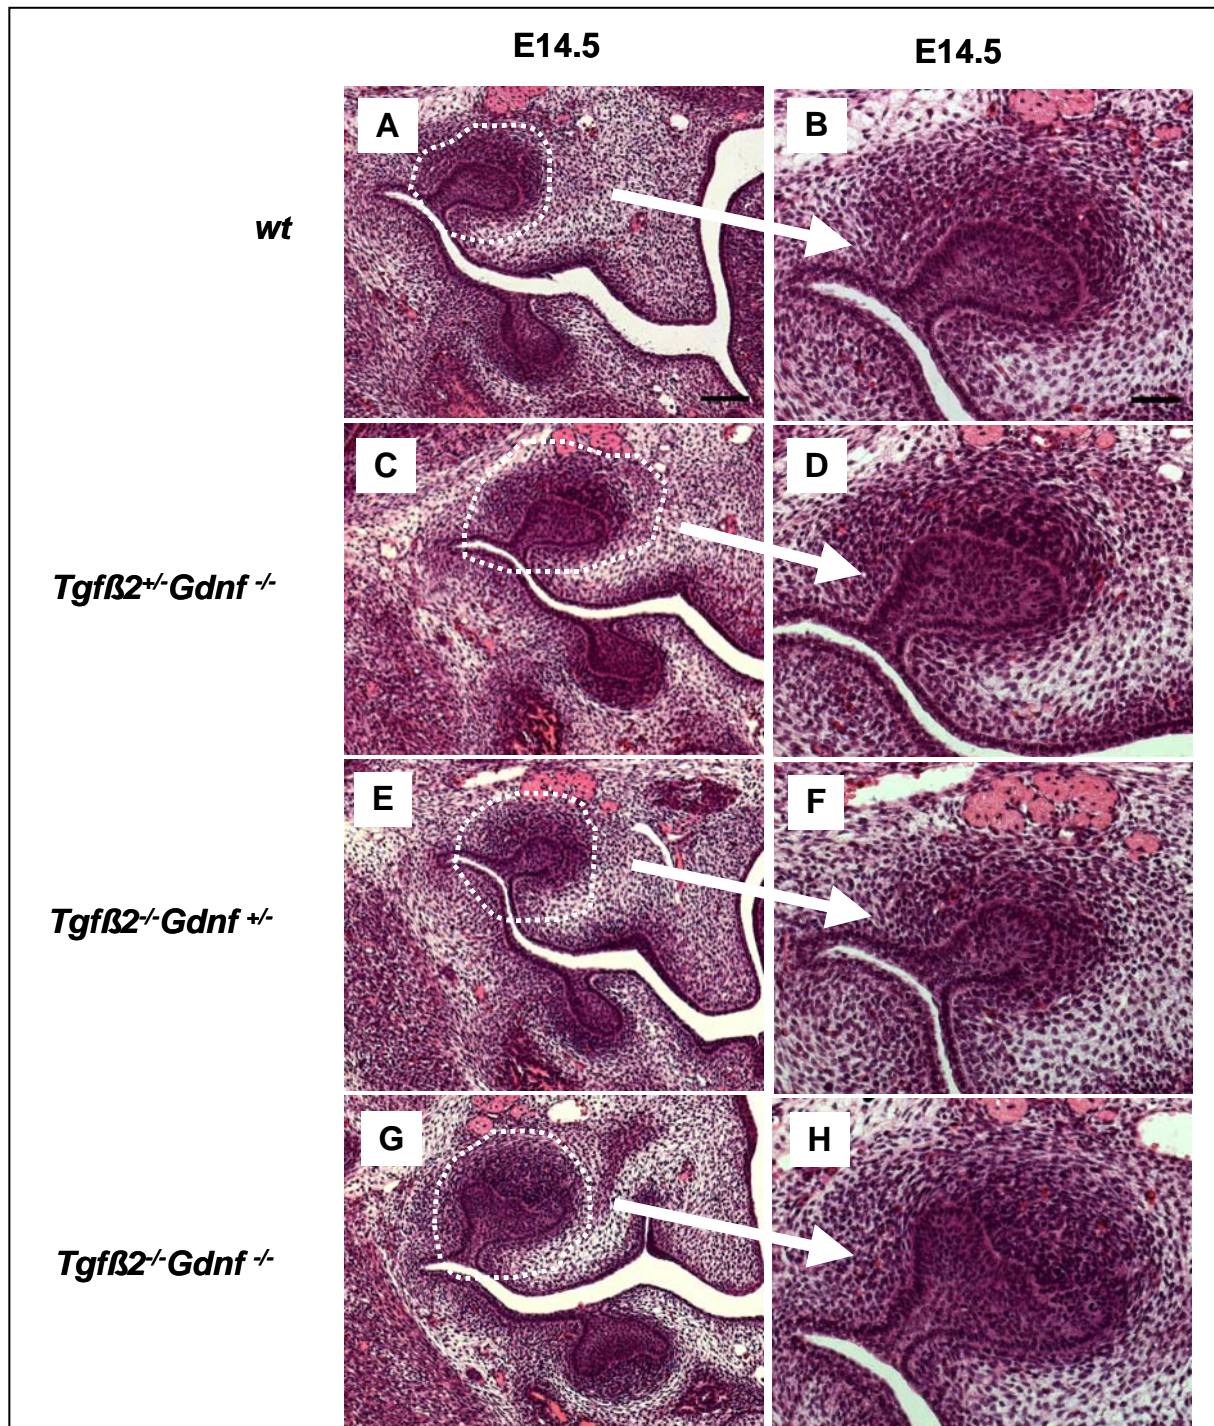 E14.5 E14.5
A B
wt
C D
Tgfß2+/-Gdnf -/-
E F
Tgfß2-/-Gdnf +/-
G H
Tgfß2-/-Gdnf -/-